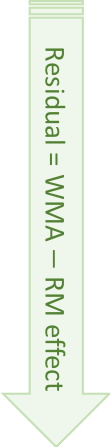 Residual = WMA – RM effect